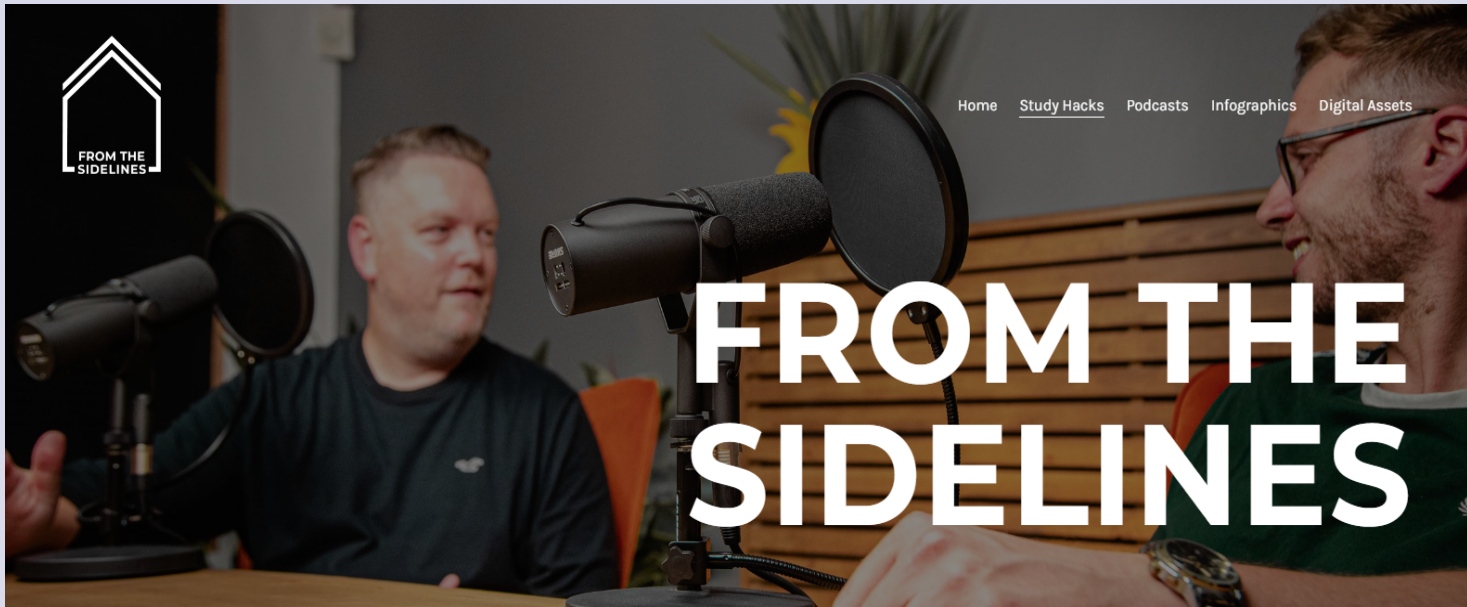 FROM THE
SIDELINES
Home Study Hacks Podcasts Infographics Digital Assets
FROM THE
SIDELINES